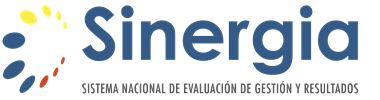 Sinergia
SISTEMA NACIONAL DE EVALUACIÓN DE GESTIÓN Y RESULTADOS